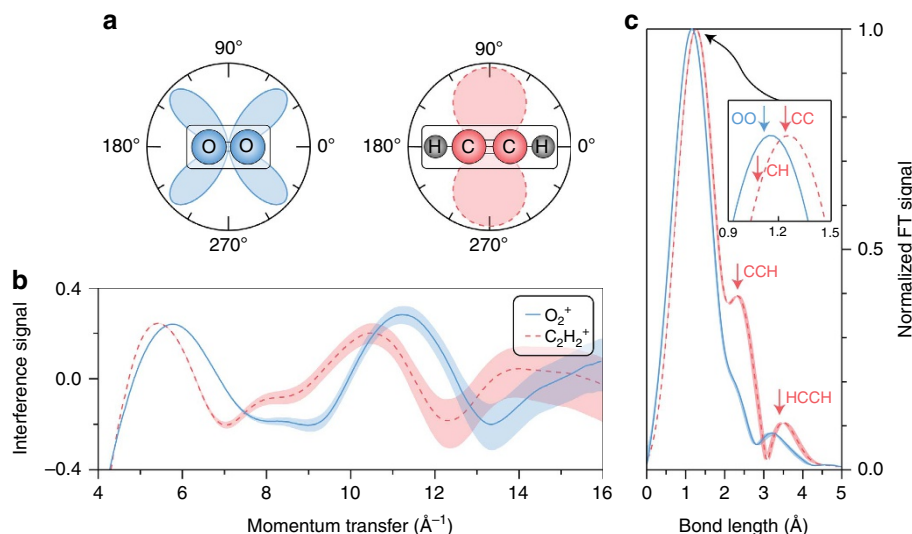 a
90°
180°
O
O
0°
270°
90°
180°
H
C
C
H
0°
270°
b
Interference signal
0.4
0.0
–0.4
O₂⁺
C₂H₂⁺
4
6
8
10
12
14
16
Momentum transfer (Å⁻¹)
c
1.0
0.5
0.0
Normalized FT signal
OO
CC
CH
0.9
1.2
1.5
CCH
HCCH
0
1
2
3
4
5
Bond length (Å)